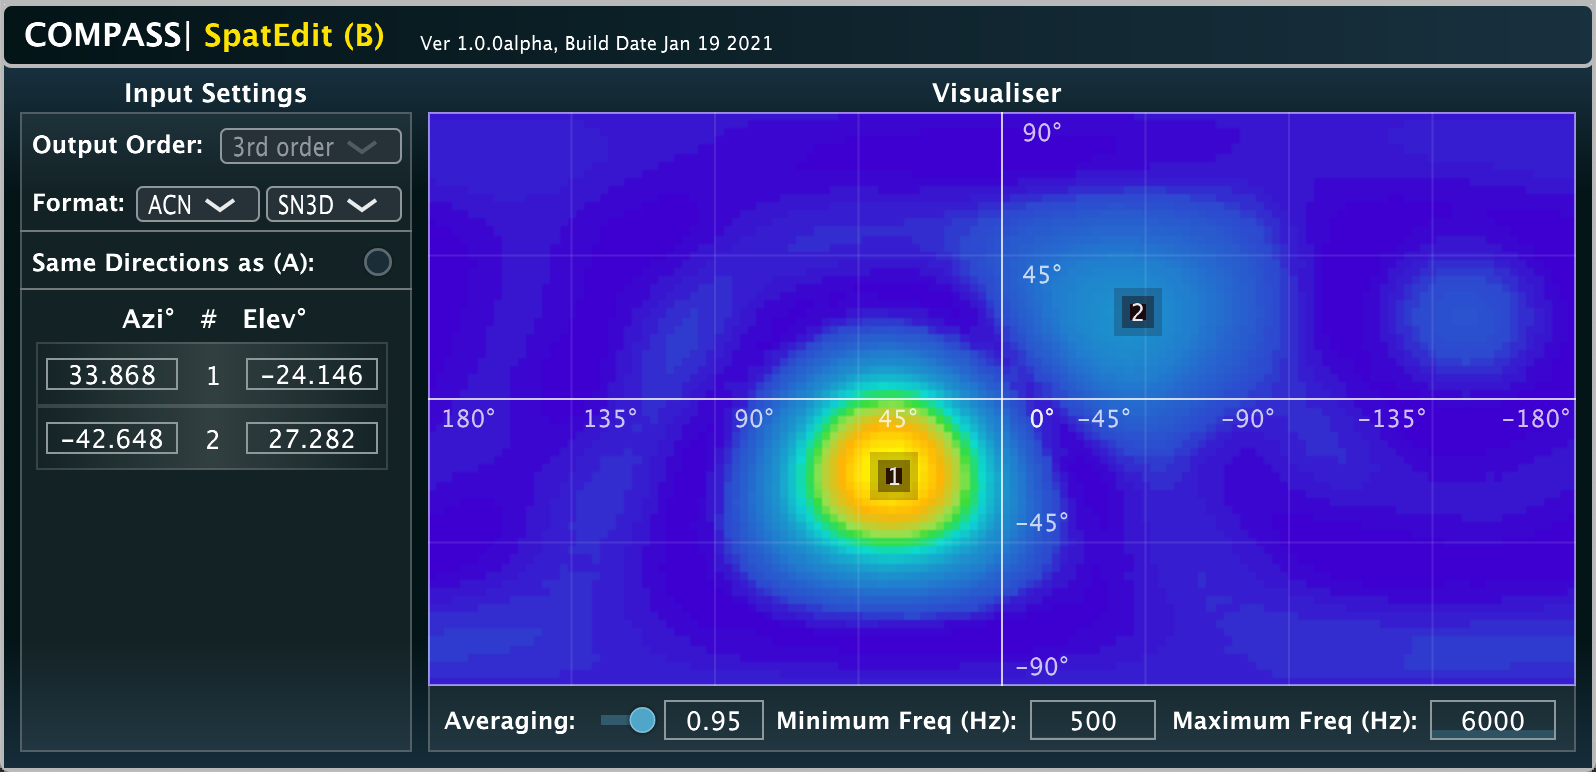 COMPASS| SpatEdit (B) Ver 1.0.0alpha, Build Date Jan 19 2021
Input Settings
Output Order: 3rd order
Format: ACN SN3D
Same Directions as (A):
Azi° # Elev°
33.868 1 -24.146
-42.648 2 27.282
Visualiser
90°
45°
2
180° 135° 90° 45° 0° -45° -90° -135° -180°
1
-45°
-90°
Averaging: 0.95 Minimum Freq (Hz): 500 Maximum Freq (Hz): 6000